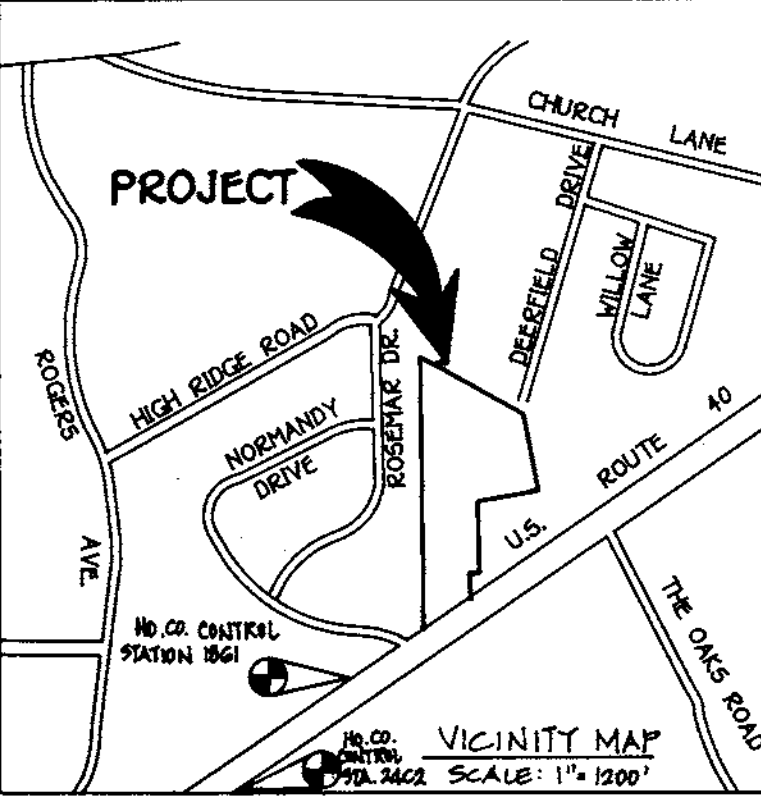 CHURCH LANE
PROJECT
DEERFIELD DRIVE
WILLOW
LANE
HIGH RIDGE ROAD
ROSEMAR DR.
ROGERS
AVE.
NORMANDY
DRIVE
U.S. ROUTE 40
THE OAKS ROAD
HO.CO. CONTROL
STATION 1861
HO.CO.
CONTROL
STA. 24C2
VICINITY MAP
SCALE: 1"= 1200'